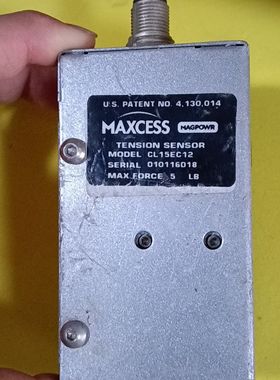 U.S. PATENT NO. 4,130,014
MAXCESS MAGPOWR
TENSION SENSOR
MODEL CL15EC12
SERIAL 010116018
MAX.FORCE 5 LB